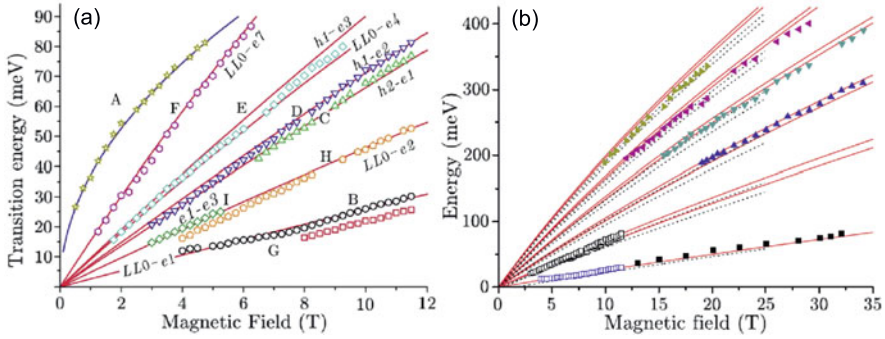 (a)
Transition energy (meV)
90
80
70
60
50
40
30
20
10
0
2
4
6
8
10
12
Magnetic Field (T)
A
F
LL0-e7
E
h1-e3
LL0-e4
h1-e2
h2-e1
D
C
H
LL0-e2
I
e1-e3
B
LL0-e1
G
(b)
Energy (meV)
400
300
200
100
0
0
5
10
15
20
25
30
35
Magnetic field (T)